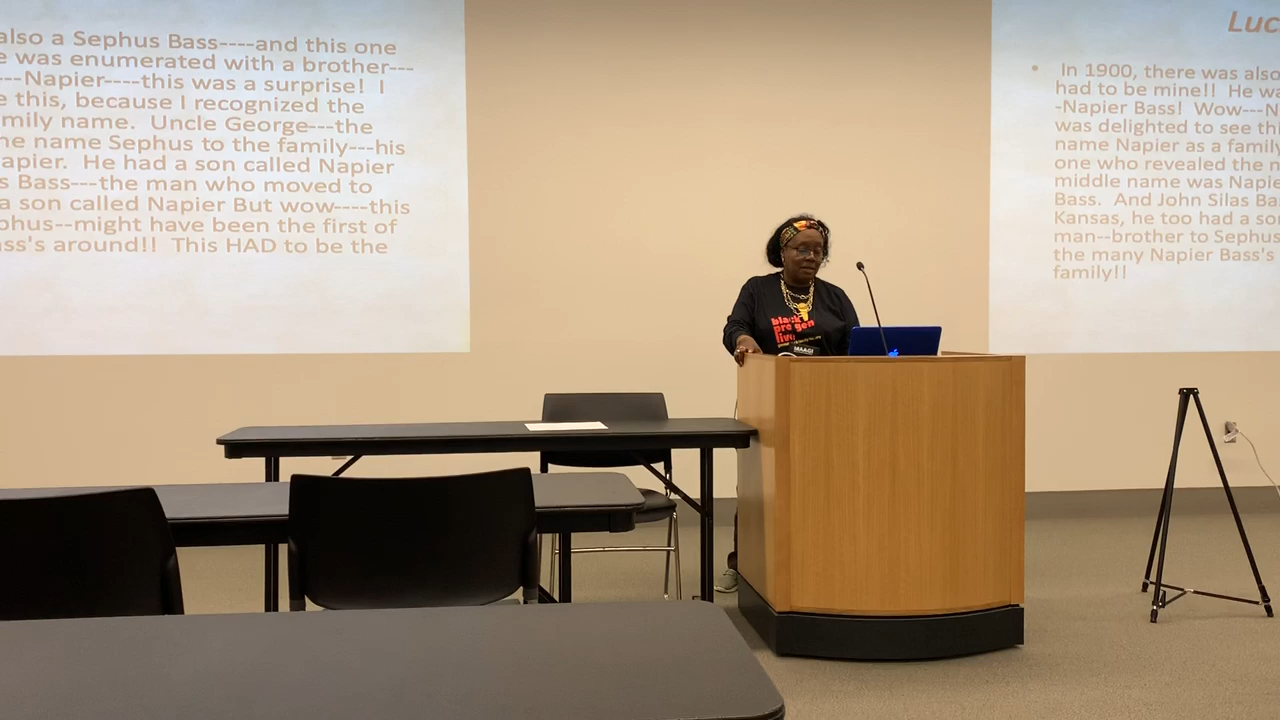 also a Sephus Bass----and this one
e was enumerated with a brother---
---Napier----this was a surprise! I
e this, because I recognized the
mily name. Uncle George---the
he name Sephus to the family---his
apier. He had a son called Napier
s Bass---the man who moved to
a son called Napier But wow----this
phus--might have been the first of
ass's around!! This HAD to be the
Luc
• In 1900, there was also
had to be mine!! He wa
-Napier Bass! Wow---N
was delighted to see thi
name Napier as a family
one who revealed the n
middle name was Napie
Bass. And John Silas Ba
Kansas, he too had a so
man--brother to Sephus
the many Napier Bass's
family!!
black
pro gen
live
MAAGI